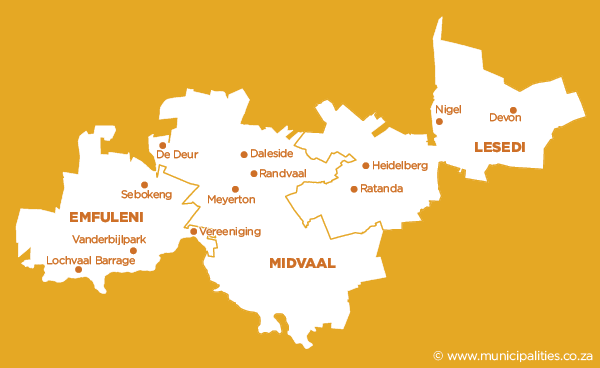 Nigel
Devon
LESEDI
De Deur
Daleside
Heidelberg
Randvaal
Sebokeng
Meyerton
Ratanda
EMFULENI
Vereeniging
Vanderbijlpark
Lochvaal Barrage
MIDVAAL
© www.municipalities.co.za